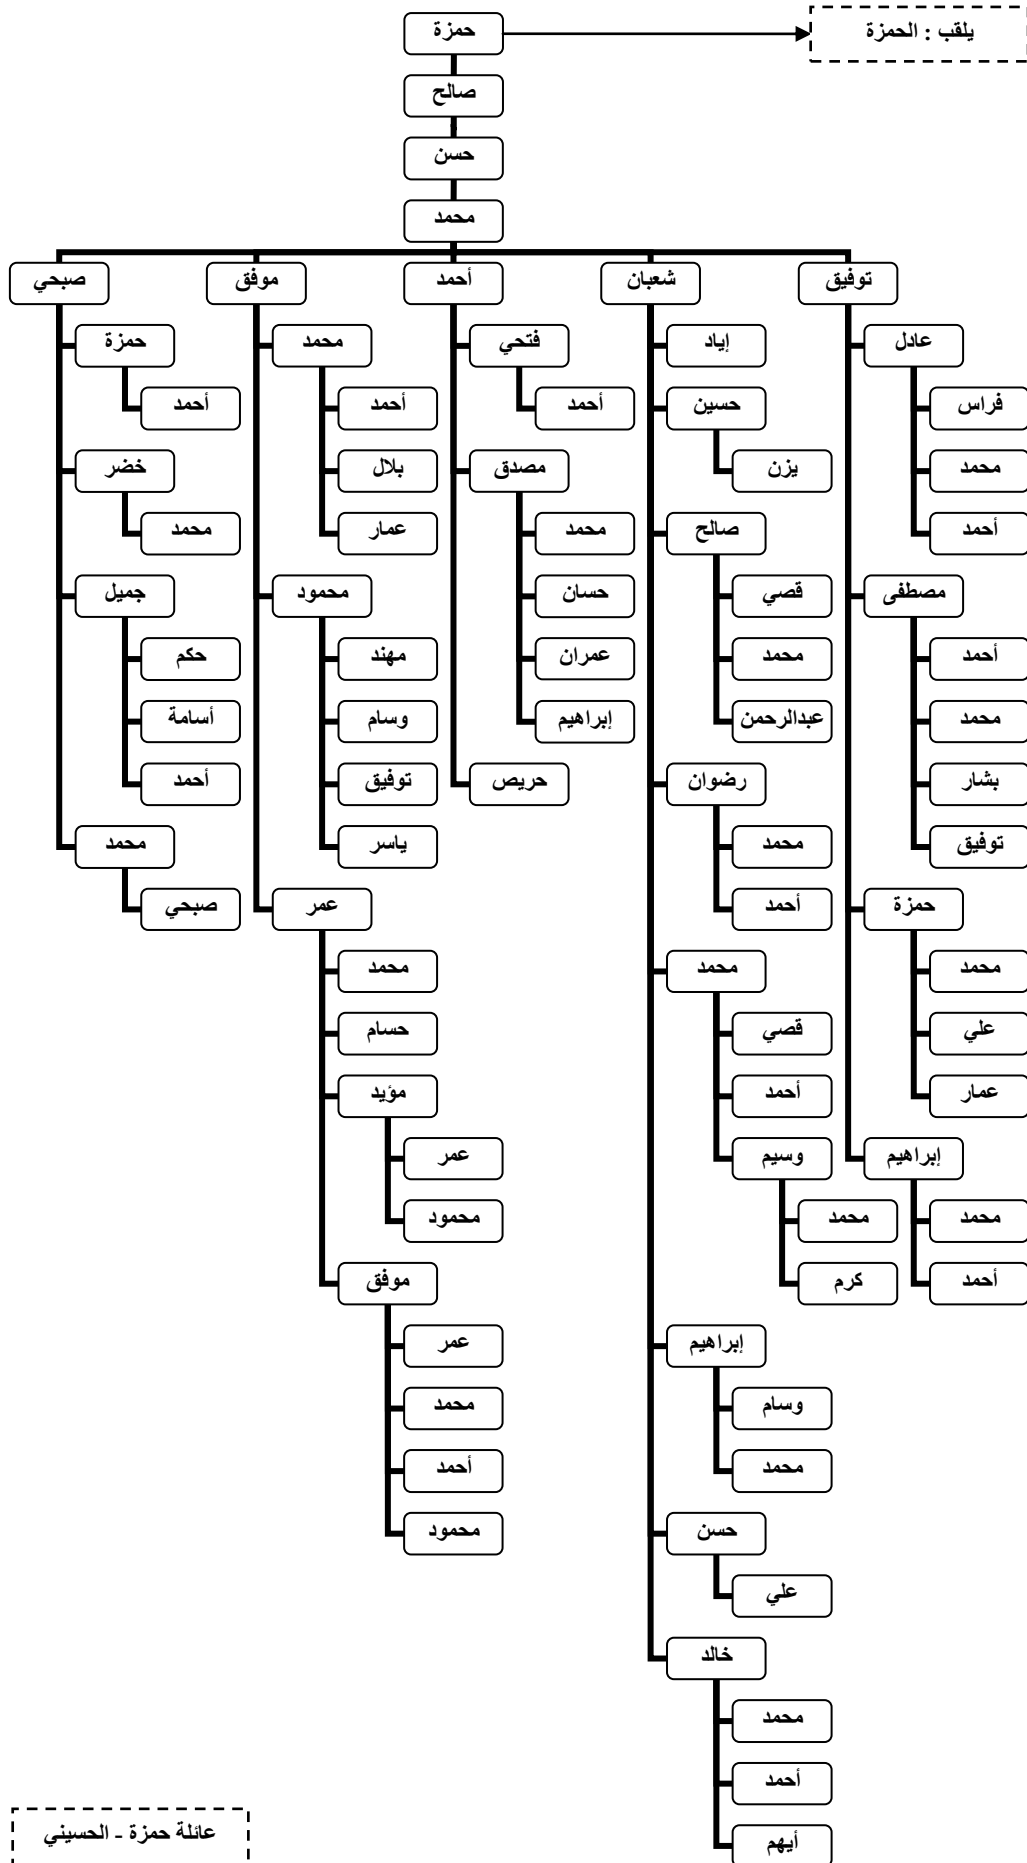 حمزة
يلقب : الحمزة
صالح
حسن
محمد
توفيق
عادل
فراس
محمد
أحمد
مصطفى
أحمد
محمد
بشار
توفيق
حمزة
محمد
علي
عمار
إبراهيم
محمد
أحمد
شعبان
إياد
حسين
يزن
صالح
قصي
محمد
عبدالرحمن
رضوان
محمد
أحمد
محمد
قصي
أحمد
وسيم
محمد
كرم
إبراهيم
وسام
محمد
حسن
علي
خالد
محمد
أحمد
أيهم
أحمد
فتحي
أحمد
مصدق
محمد
حسان
عمران
إبراهيم
حريص
موفق
محمد
أحمد
بلال
عمار
محمود
مهند
وسام
توفيق
ياسر
عمر
محمد
حسام
مؤيد
عمر
محمود
موفق
عمر
محمد
أحمد
محمود
صبحي
حمزة
أحمد
خضر
محمد
جميل
حكم
أسامة
أحمد
محمد
صبحي
عائلة حمزة - الحسيني